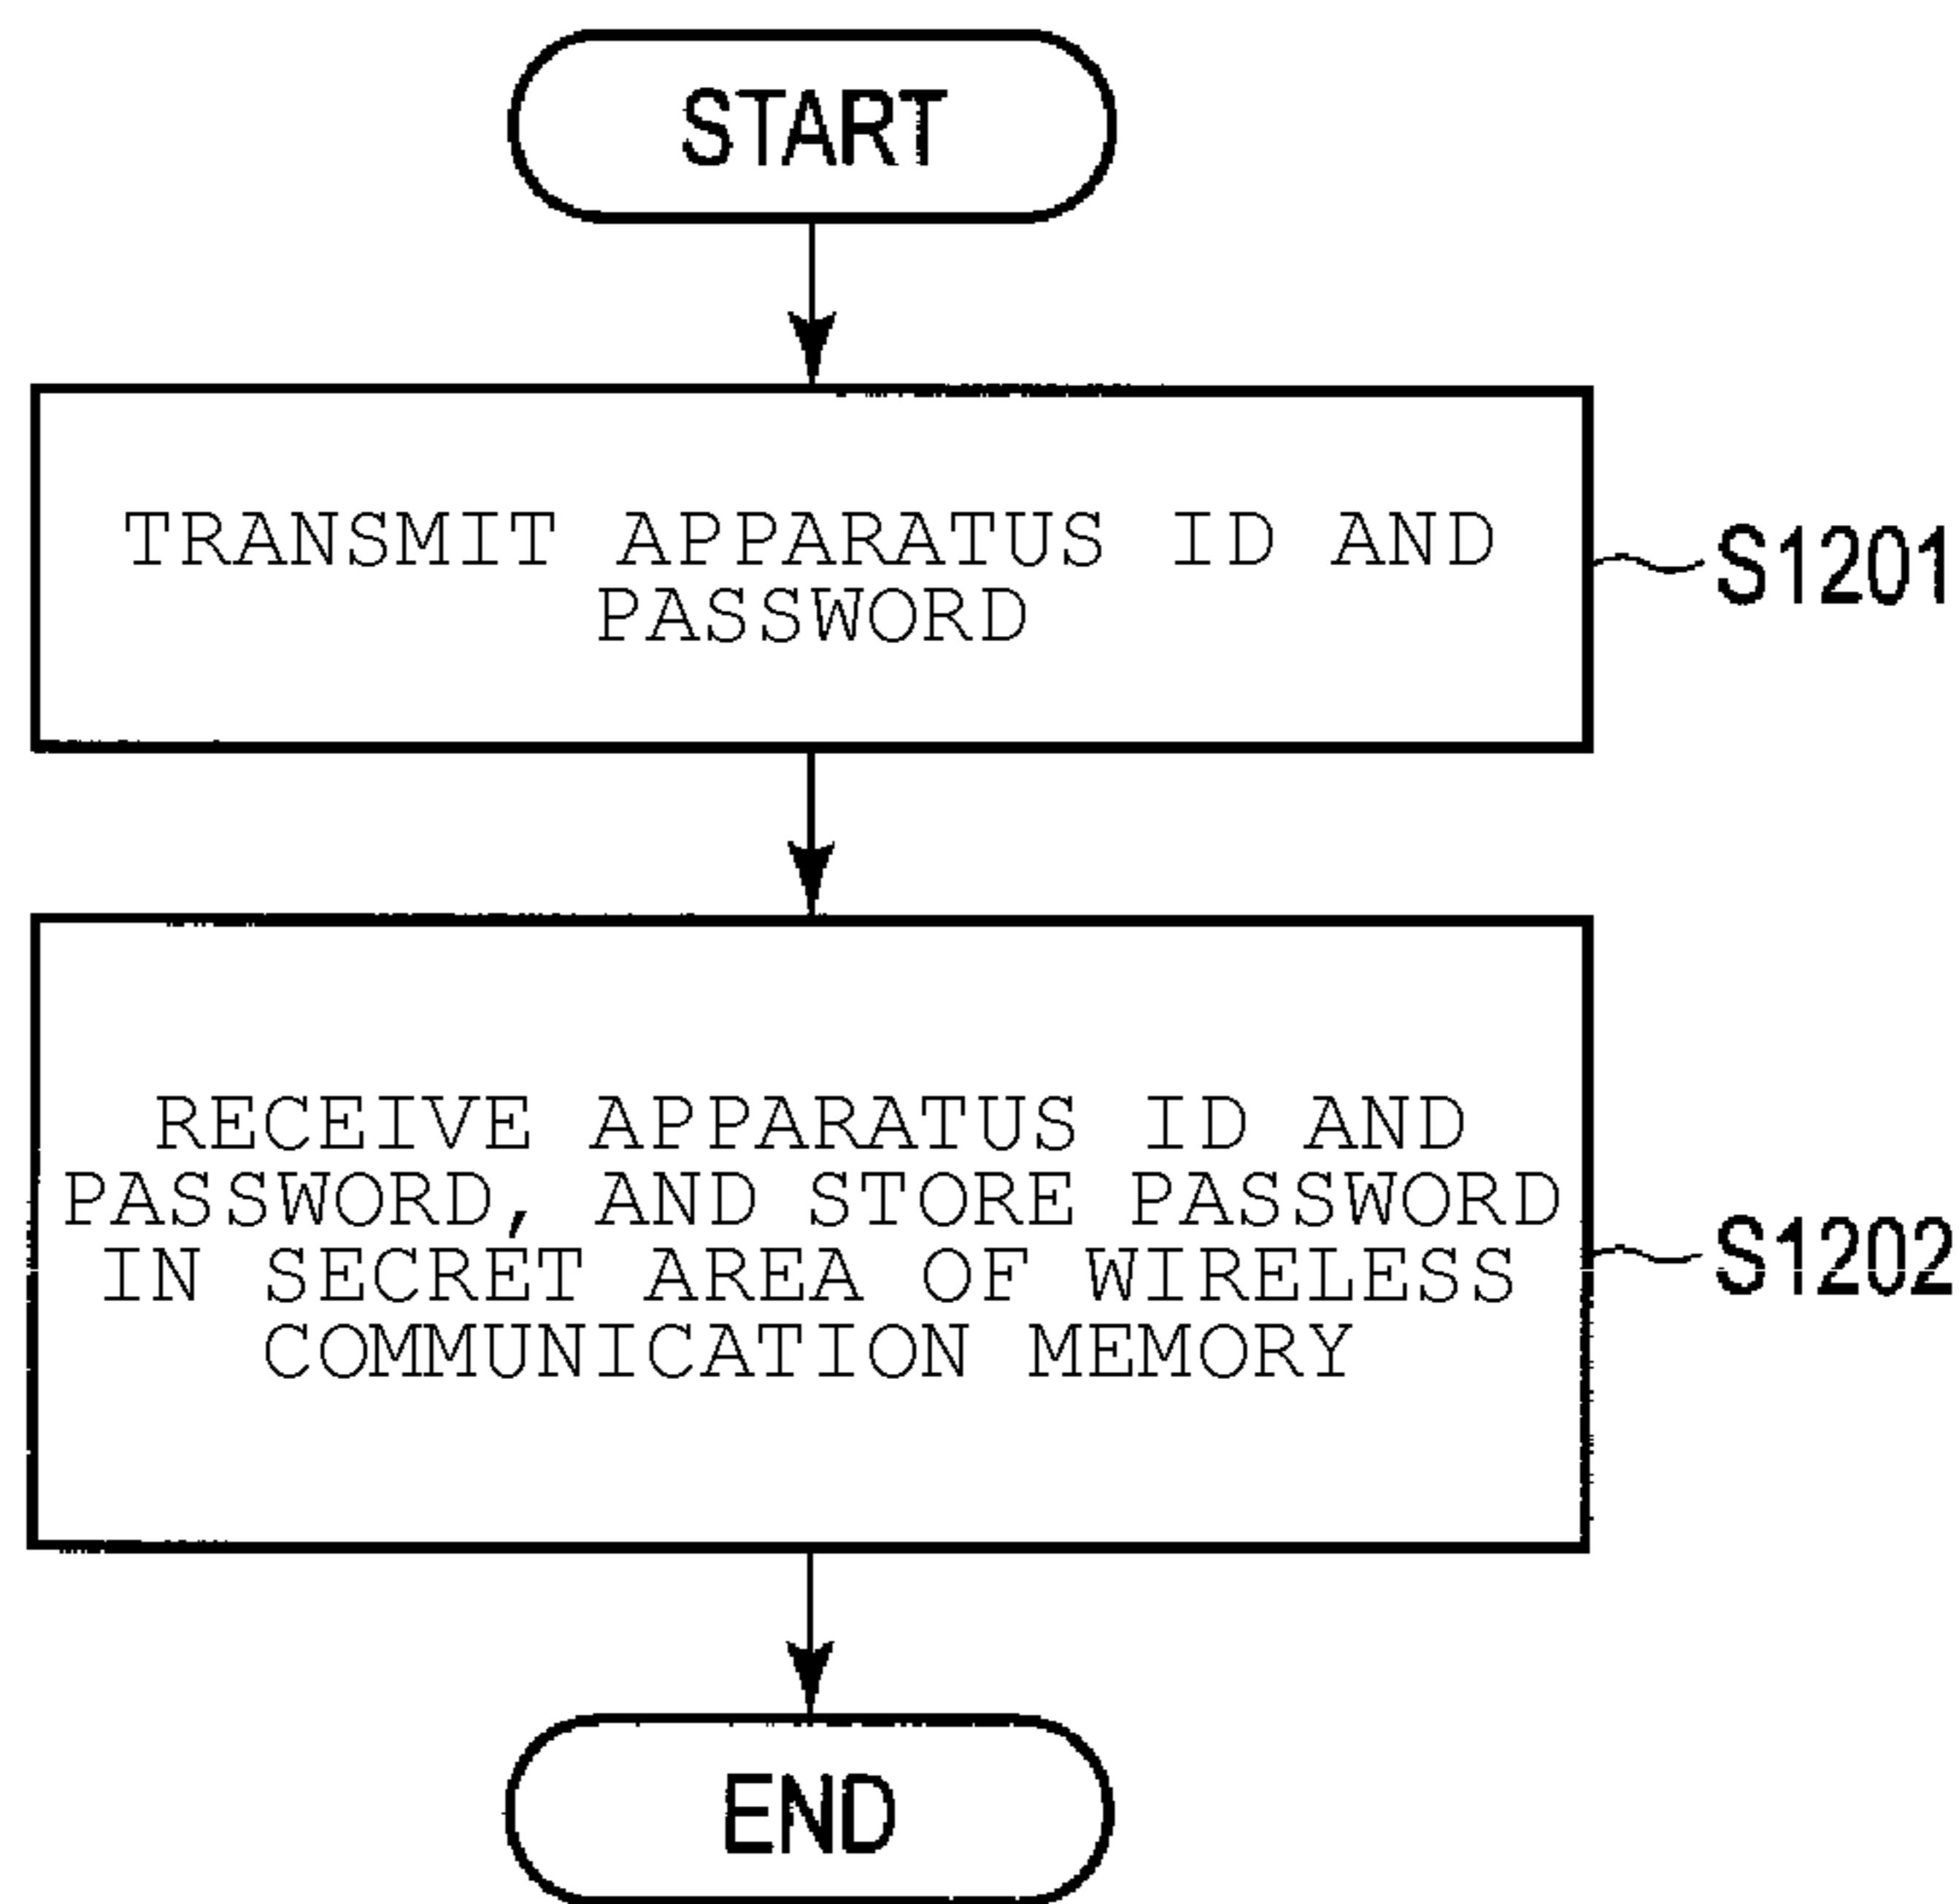 START
TRANSMIT APPARATUS ID AND
PASSWORD
S1201
RECEIVE APPARATUS ID AND
PASSWORD, AND STORE PASSWORD
IN SECRET AREA OF WIRELESS
COMMUNICATION MEMORY
S1202
END